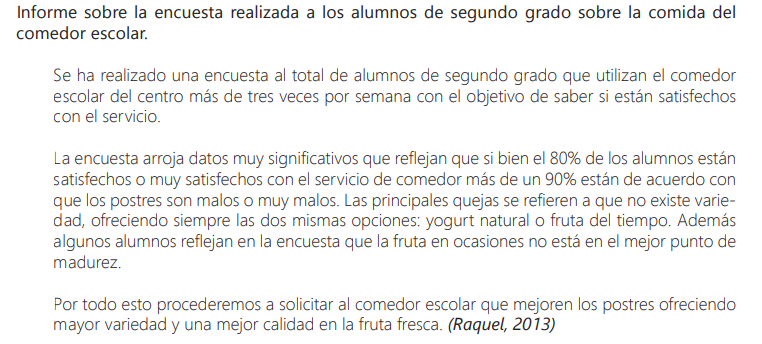 Informe sobre la encuesta realizada a los alumnos de segundo grado sobre la comida del
comedor escolar.
Se ha realizado una encuesta al total de alumnos de segundo grado que utilizan el comedor
escolar del centro más de tres veces por semana con el objetivo de saber si están satisfechos
con el servicio.
La encuesta arroja datos muy significativos que reflejan que si bien el 80% de los alumnos están
satisfechos o muy satisfechos con el servicio de comedor más de un 90% están de acuerdo con
que los postres son malos o muy malos. Las principales quejas se refieren a que no existe varie-
dad, ofreciendo siempre las dos mismas opciones: yogurt natural o fruta del tiempo. Además
algunos alumnos reflejan en la encuesta que la fruta en ocasiones no está en el mejor punto de
madurez.
Por todo esto procederemos a solicitar al comedor escolar que mejoren los postres ofreciendo
mayor variedad y una mejor calidad en la fruta fresca. (Raquel, 2013)